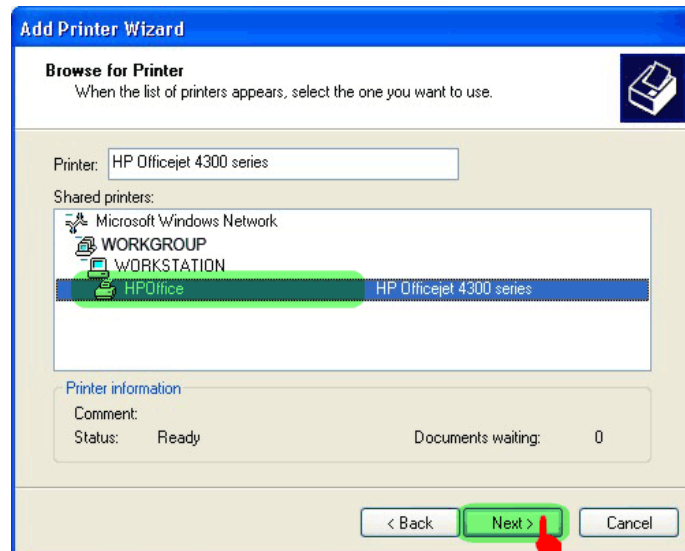 Add Printer Wizard
Browse for Printer
When the list of printers appears, select the one you want to use.
Printer: HP Officejet 4300 series
Shared printers:
Microsoft Windows Network
WORKGROUP
WORKSTATION
HPOffice HP Officejet 4300 series
Printer information
Comment:
Status: Ready Documents waiting: 0
< Back Next > Cancel